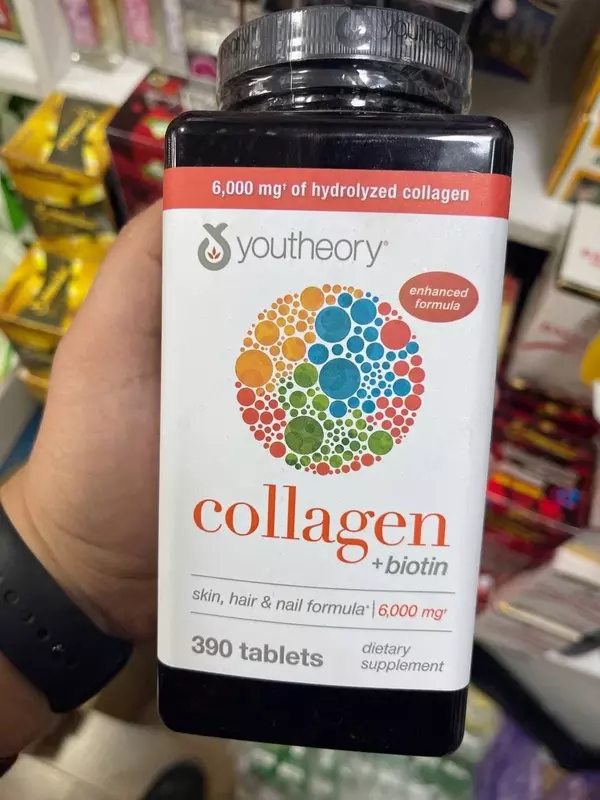 youtheory
6,000 mg† of hydrolyzed collagen
youtheory®
enhanced
formula
collagen
+biotin
skin, hair & nail formula* | 6,000 mg†
390 tablets
dietary
supplement